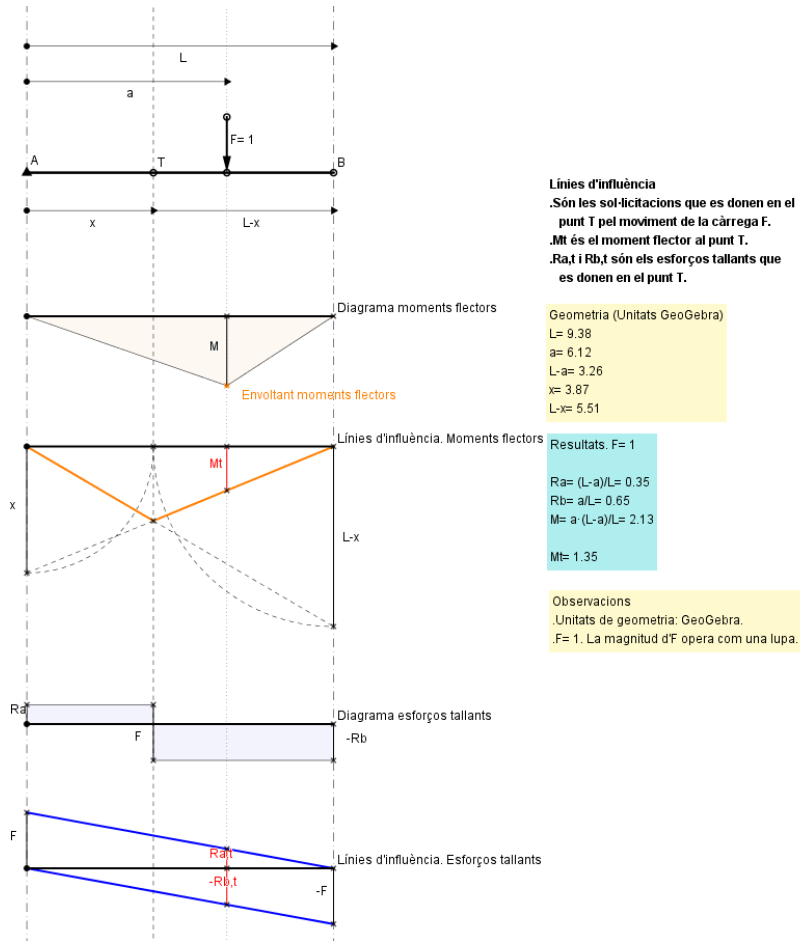 L
a
F= 1
A
T
B
x
L-x
Línies d'influència
.Són les sol·licitacions que es donen en el
punt T pel moviment de la càrrega F.
.Mt és el moment flector al punt T.
.Ra,t i Rb,t són els esforços tallants que
es donen en el punt T.
Diagrama moments flectors
M
Envoltant moments flectors
Geometria (Unitats GeoGebra)
L= 9.38
a= 6.12
L-a= 3.26
x= 3.87
L-x= 5.51
Línies d'influència. Moments flectors
Mt
x
L-x
Resultats. F= 1
Ra= (L-a)/L= 0.35
Rb= a/L= 0.65
M= a·(L-a)/L= 2.13
Mt= 1.35
Observacions
.Unitats de geometria: GeoGebra.
.F= 1. La magnitud d'F opera com una lupa.
Ra
Diagrama esforços tallants
F
-Rb
F
Ra,t
Línies d'influència. Esforços tallants
-Rb,t
-F